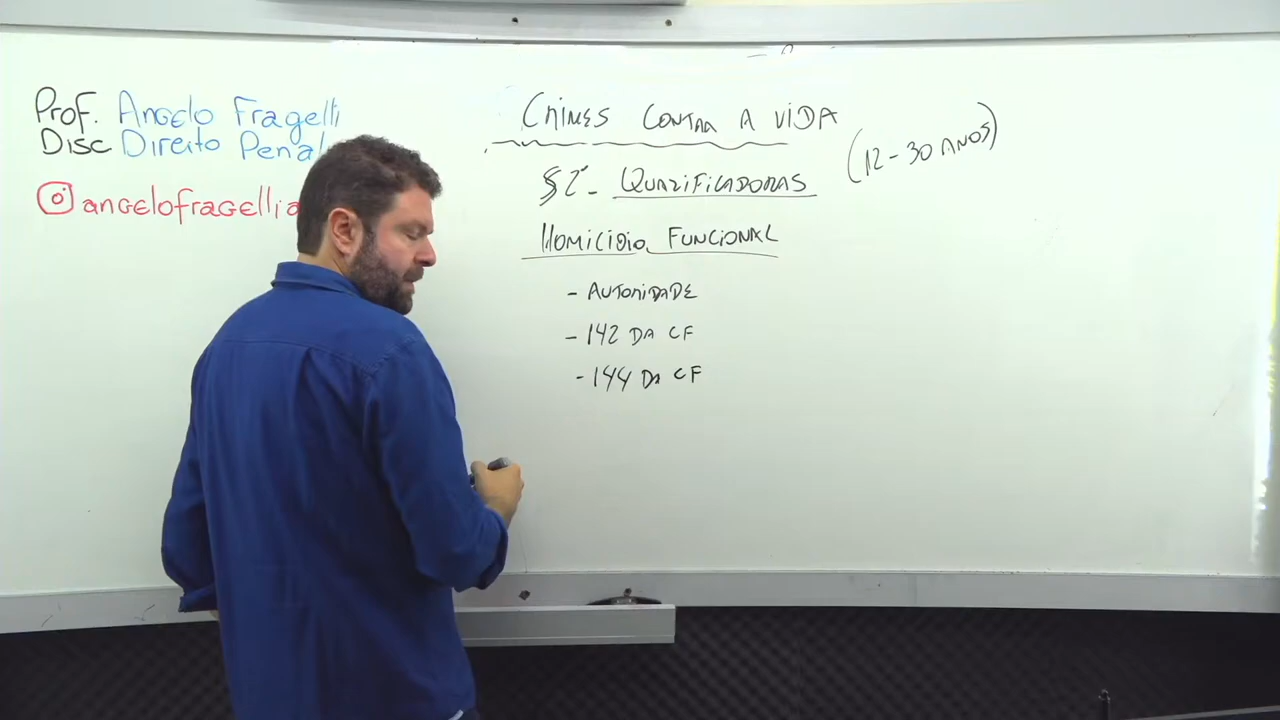 Prof. Angelo Fragelli
Disc Direito Penal
angelofragellia
CRIMES CONTRA A VIDA
§2º - QUALIFICADORAS (12-30 ANOS)
HOMICÍDIO FUNCIONAL
- AUTORIDADE
- 142 DA CF
- 144 DA CF